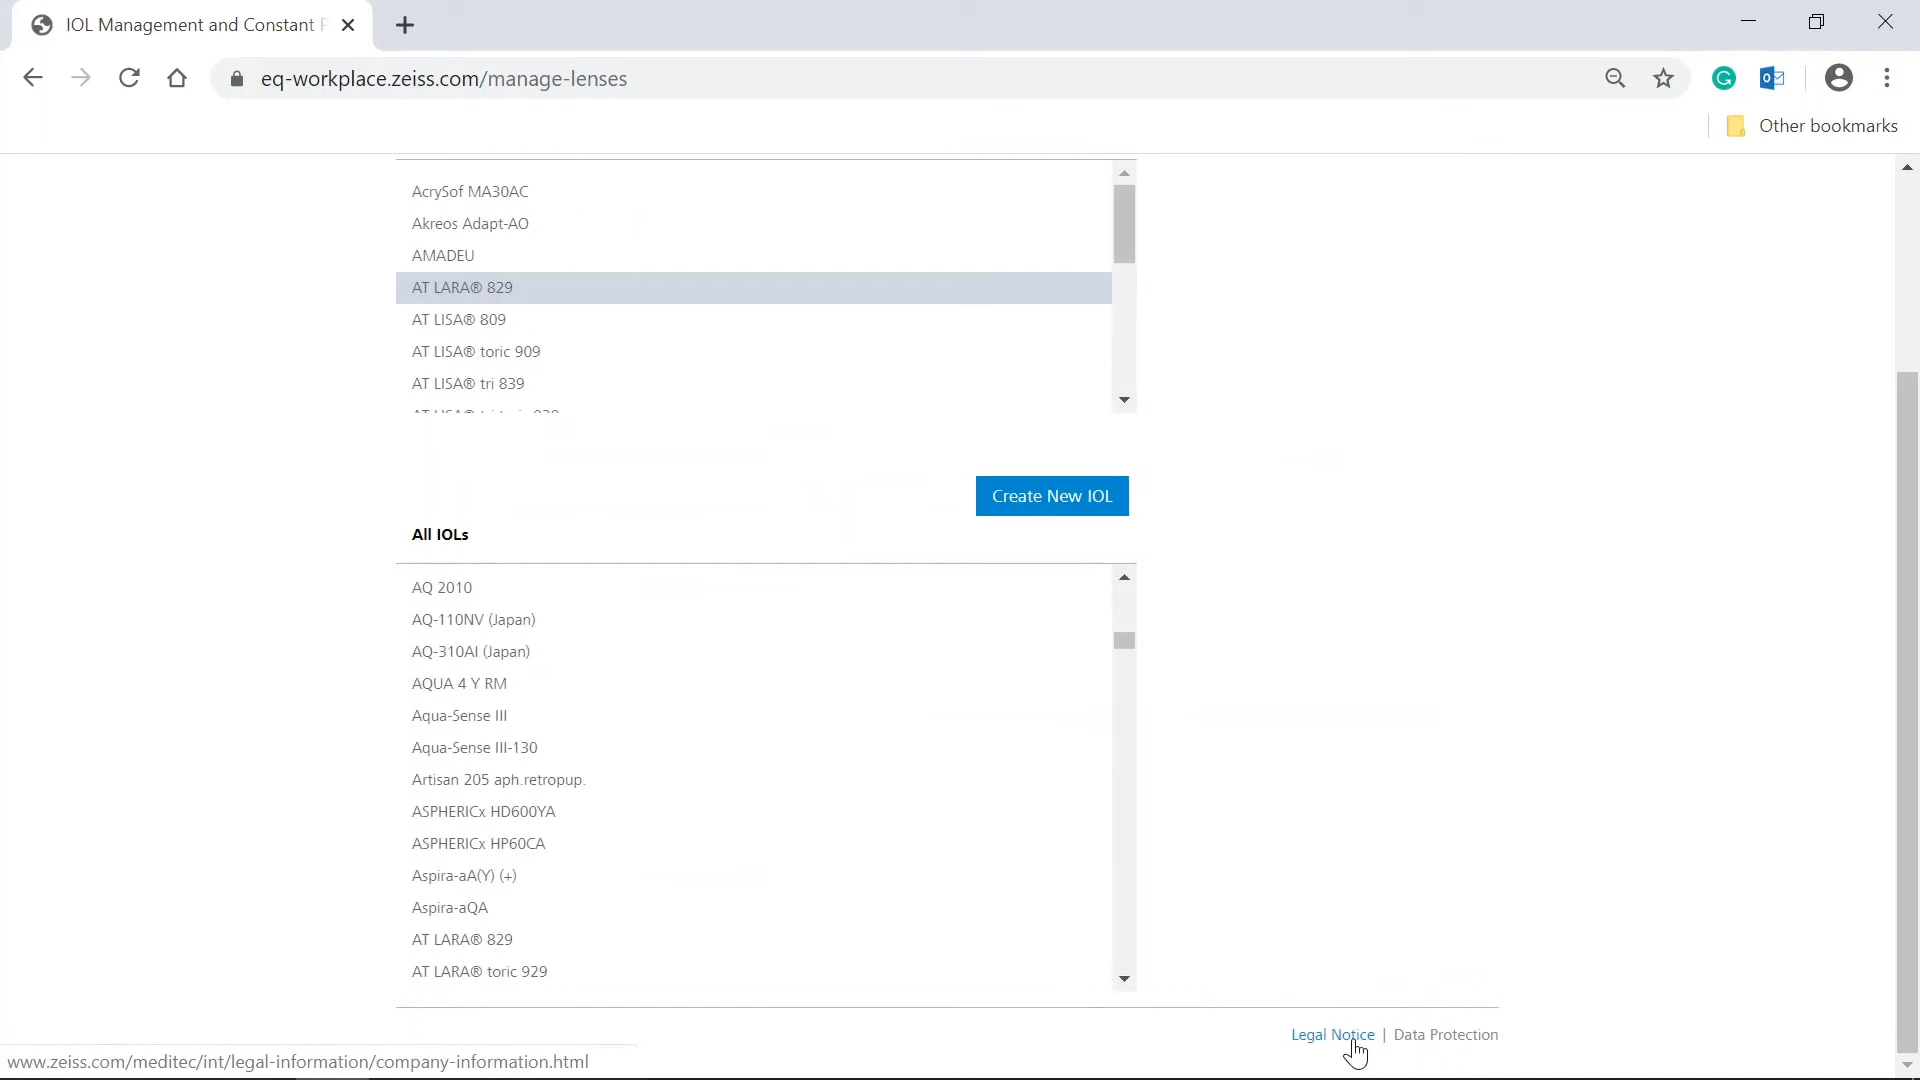 IOL Management and Constant
eq-workplace.zeiss.com/manage-lenses
Other bookmarks
AcrySof MA30AC
Akreos Adapt-AO
AMADEU
AT LARA® 829
AT LISA® 809
AT LISA® toric 909
AT LISA® tri 839
Create New IOL
All IOLs
AQ 2010
AQ-110NV (Japan)
AQ-310AI (Japan)
AQUA 4 Y RM
Aqua-Sense III
Aqua-Sense III-130
Artisan 205 aph.retropup.
ASPHERICx HD600YA
ASPHERICx HP60CA
Aspira-aA(Y) (+)
Aspira-aQA
AT LARA® 829
AT LARA® toric 929
Legal Notice | Data Protection
www.zeiss.com/meditec/int/legal-information/company-information.html